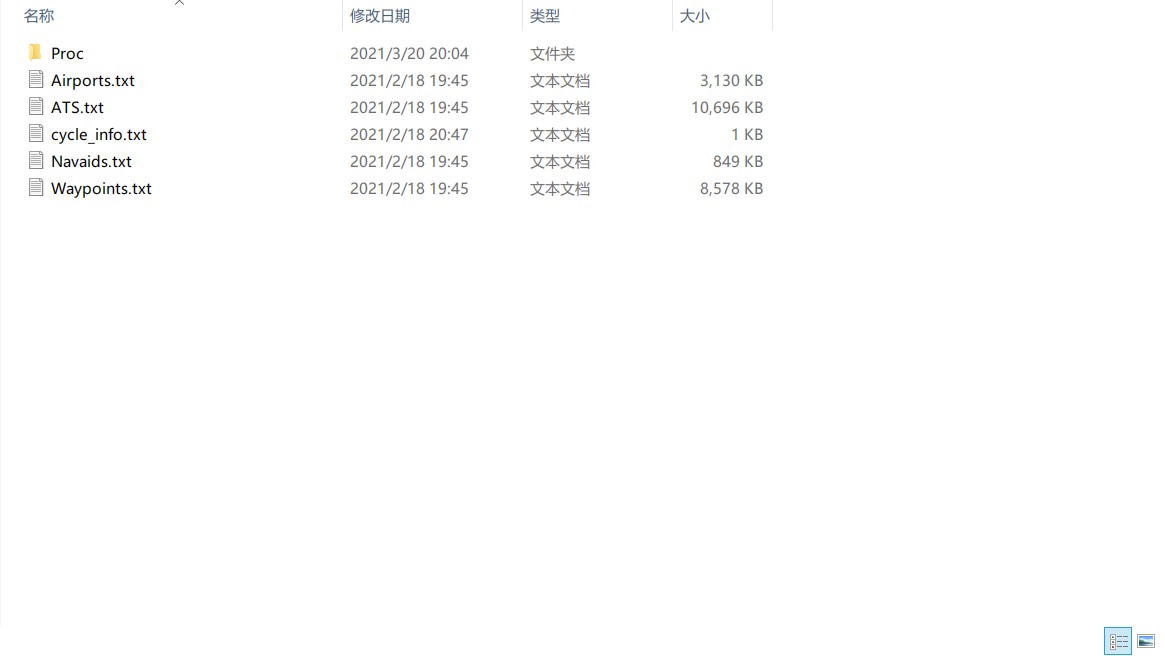 名称 修改日期 类型 大小
Proc 2021/3/20 20:04 文件夹
Airports.txt 2021/2/18 19:45 文本文档 3,130 KB
ATS.txt 2021/2/18 19:45 文本文档 10,696 KB
cycle_info.txt 2021/2/18 20:47 文本文档 1 KB
Navaids.txt 2021/2/18 19:45 文本文档 849 KB
Waypoints.txt 2021/2/18 19:45 文本文档 8,578 KB